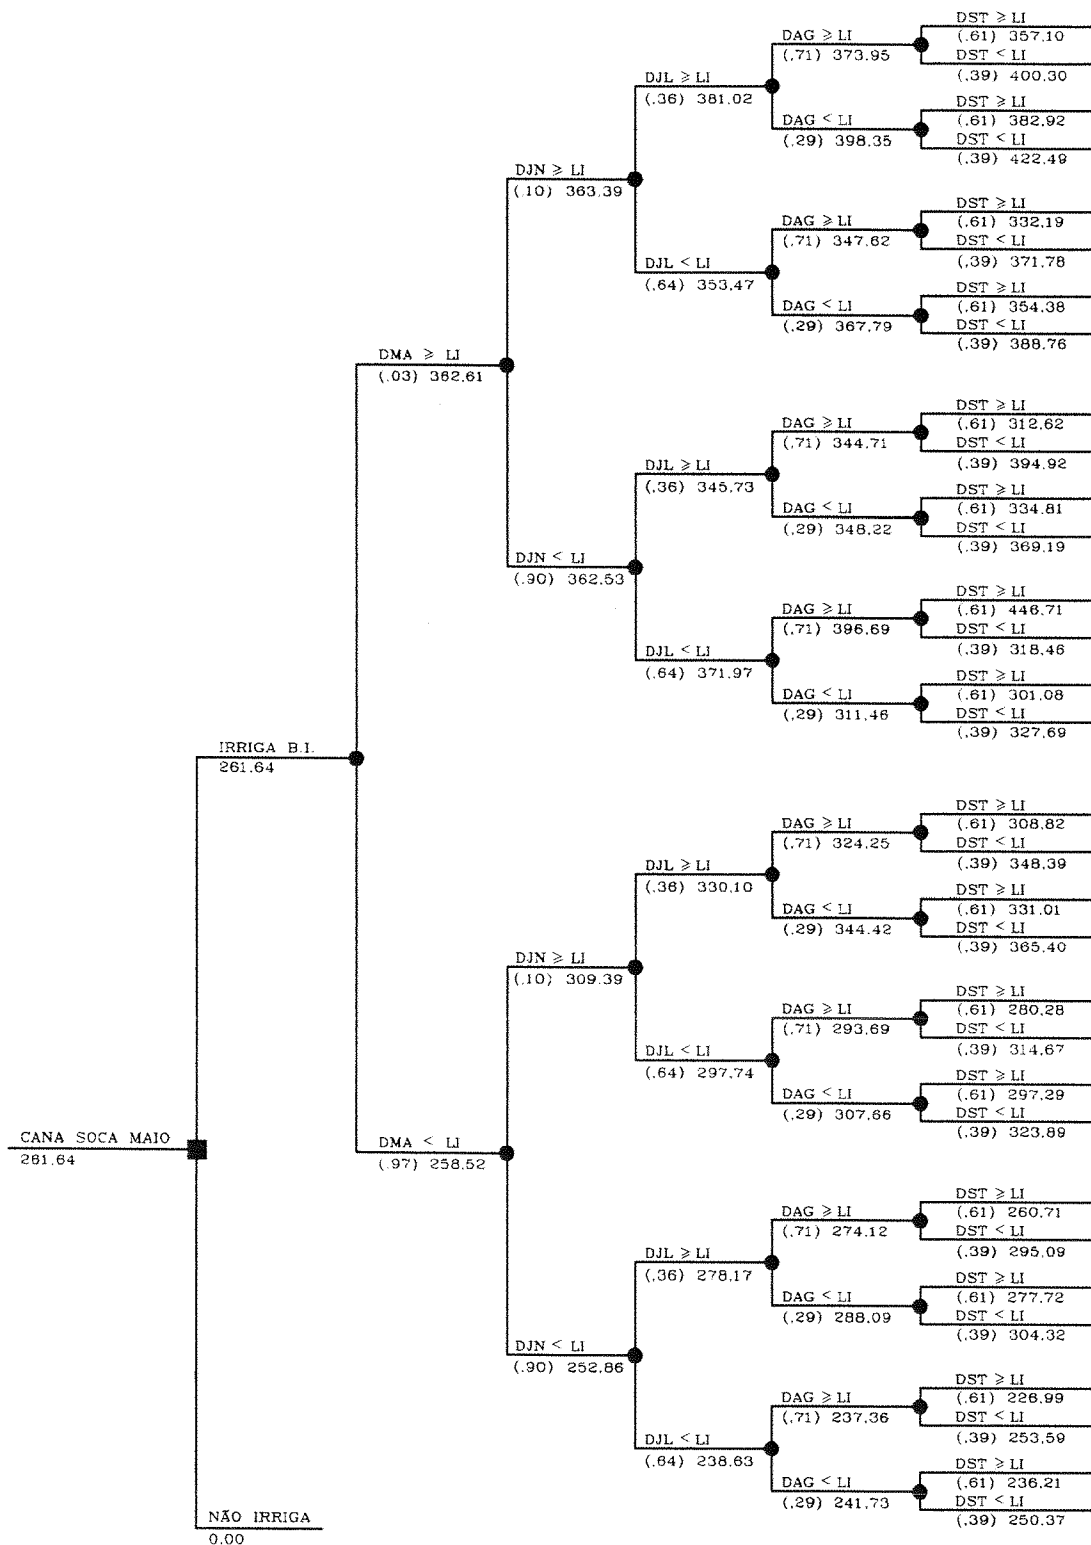 DST ⩾ LI
(.61) 357.10
DST < LI
(.39) 400.30
DAG ⩾ LI
(.71) 373.95
DJL ⩾ LI
(.36) 381.02
DST ⩾ LI
(.61) 382.92
DST < LI
(.39) 422.49
DAG < LI
(.29) 398.35
DJN ⩾ LI
(.10) 363.39
DST ⩾ LI
(.61) 332.19
DST < LI
(.39) 371.78
DAG ⩾ LI
(.71) 347.62
DJL < LI
(.64) 353.47
DST ⩾ LI
(.61) 354.38
DST < LI
(.39) 388.76
DAG < LI
(.29) 367.79
DMA ⩾ LI
(.03) 362.61
DST ⩾ LI
(.61) 312.62
DST < LI
(.39) 394.92
DAG ⩾ LI
(.71) 344.71
DJL ⩾ LI
(.36) 345.73
DST ⩾ LI
(.61) 334.81
DST < LI
(.39) 369.19
DAG < LI
(.29) 348.22
DJN < LI
(.90) 362.53
DST ⩾ LI
(.61) 446.71
DST < LI
(.39) 318.46
DAG ⩾ LI
(.71) 396.69
DJL < LI
(.64) 371.97
DST ⩾ LI
(.61) 301.08
DST < LI
(.39) 327.69
DAG < LI
(.29) 311.46
IRRIGA B.I.
261.64
DST ⩾ LI
(.61) 308.82
DST < LI
(.39) 348.39
DAG ⩾ LI
(.71) 324.25
DJL ⩾ LI
(.36) 330.10
DST ⩾ LI
(.61) 331.01
DST < LI
(.39) 365.40
DAG < LI
(.29) 344.42
DJN ⩾ LI
(.10) 309.39
DST ⩾ LI
(.61) 280.28
DST < LI
(.39) 314.67
DAG ⩾ LI
(.71) 293.69
DJL < LI
(.64) 297.74
DST ⩾ LI
(.61) 297.29
DST < LI
(.39) 323.89
DAG < LI
(.29) 307.66
CANA SOCA MAIO
261.64
DMA < LI
(.97) 258.52
DST ⩾ LI
(.61) 260.71
DST < LI
(.39) 295.09
DAG ⩾ LI
(.71) 274.12
DJL ⩾ LI
(.36) 278.17
DST ⩾ LI
(.61) 277.72
DST < LI
(.39) 304.32
DAG < LI
(.29) 288.09
DJN < LI
(.90) 252.86
DST ⩾ LI
(.61) 226.99
DST < LI
(.39) 253.59
DAG ⩾ LI
(.71) 237.36
DJL < LI
(.64) 238.63
DST ⩾ LI
(.61) 236.21
DST < LI
(.39) 250.37
DAG < LI
(.29) 241.73
NÃO IRRIGA
0.00